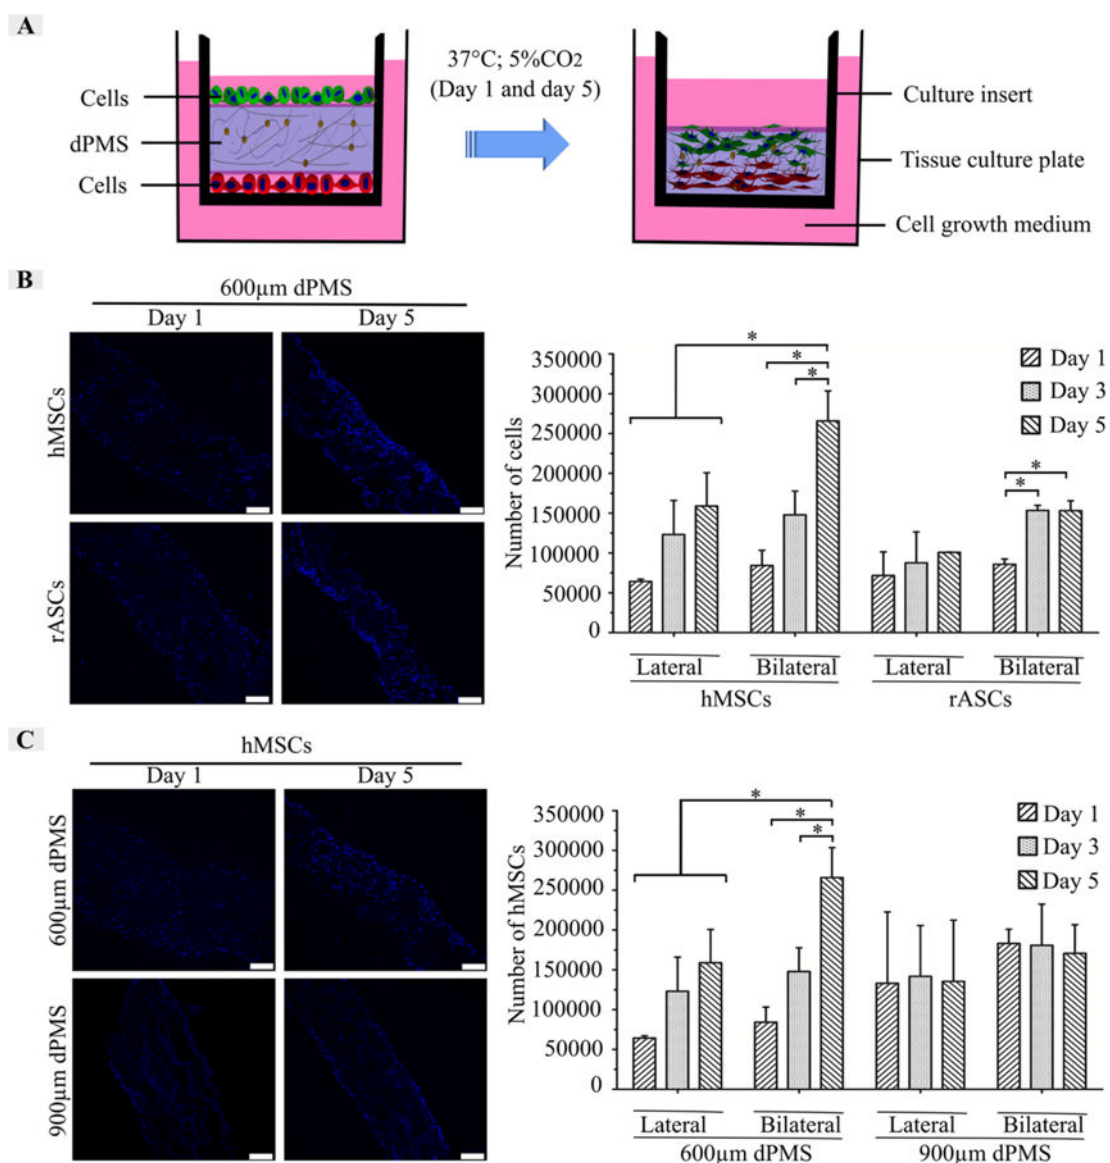 A
37°C; 5%CO2
(Day 1 and day 5)
Cells
dPMS
Cells
Culture insert
Tissue culture plate
Cell growth medium
B
600µm dPMS
Day 1
Day 5
hMSCs
rASCs
Number of cells
350000
300000
250000
200000
150000
100000
50000
0
*
*
*
*
*
Day 1
Day 3
Day 5
Lateral
Bilateral
Lateral
Bilateral
hMSCs
rASCs
C
hMSCs
Day 1
Day 5
600µm dPMS
900µm dPMS
Number of hMSCs
350000
300000
250000
200000
150000
100000
50000
0
*
*
*
Day 1
Day 3
Day 5
Lateral
Bilateral
Lateral
Bilateral
600µm dPMS
900µm dPMS